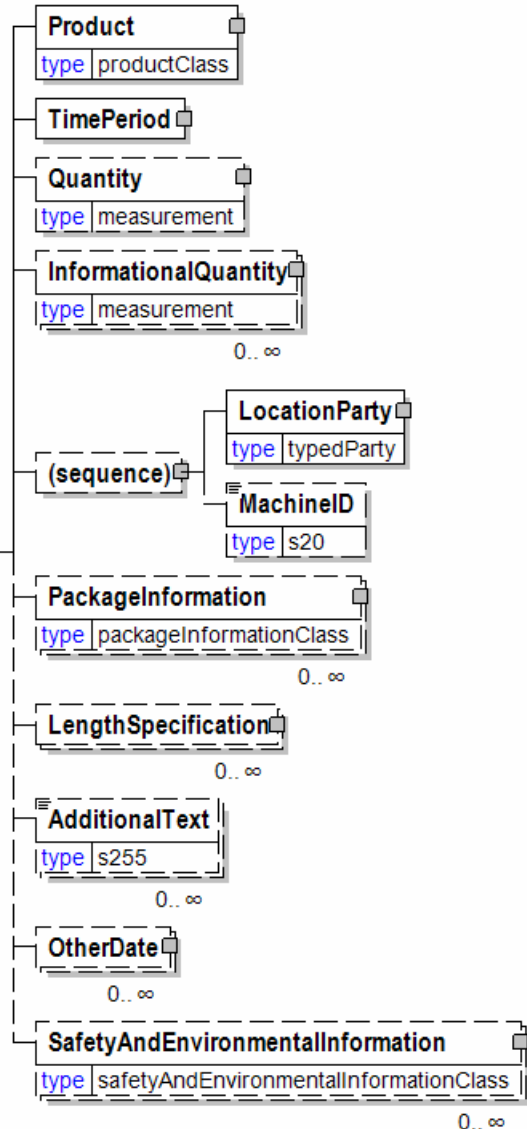 Product
type productClass
TimePeriod
Quantity
type measurement
InformationalQuantity
type measurement
0.. ∞
LocationParty
type typedParty
(sequence)
MachineID
type s20
PackageInformation
type packageInformationClass
0.. ∞
LengthSpecification
0.. ∞
AdditionalText
type s255
0.. ∞
OtherDate
0.. ∞
SafetyAndEnvironmentalInformation
type safetyAndEnvironmentalInformationClass
0.. ∞